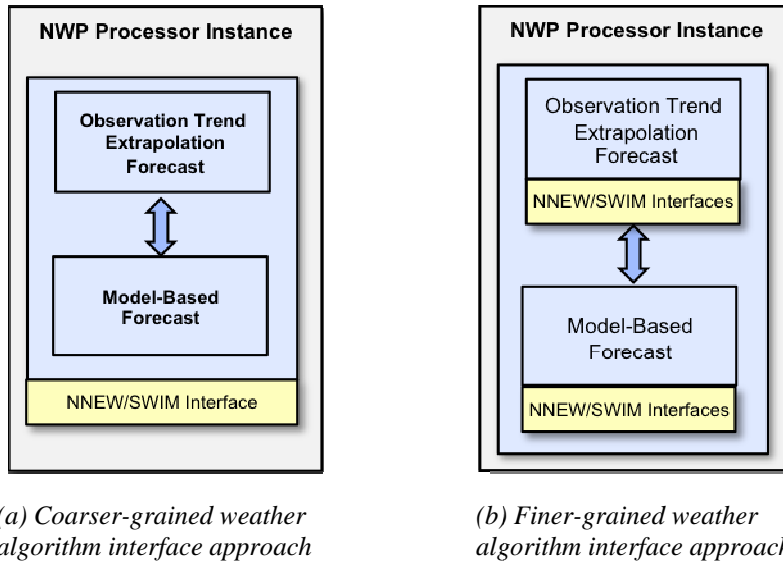 NWP Processor Instance
Observation Trend
Extrapolation
Forecast
Model-Based
Forecast
NNEW/SWIM Interface
(a) Coarser-grained weather
algorithm interface approach
NWP Processor Instance
Observation Trend
Extrapolation
Forecast
NNEW/SWIM Interfaces
Model-Based
Forecast
NNEW/SWIM Interfaces
(b) Finer-grained weather
algorithm interface approach